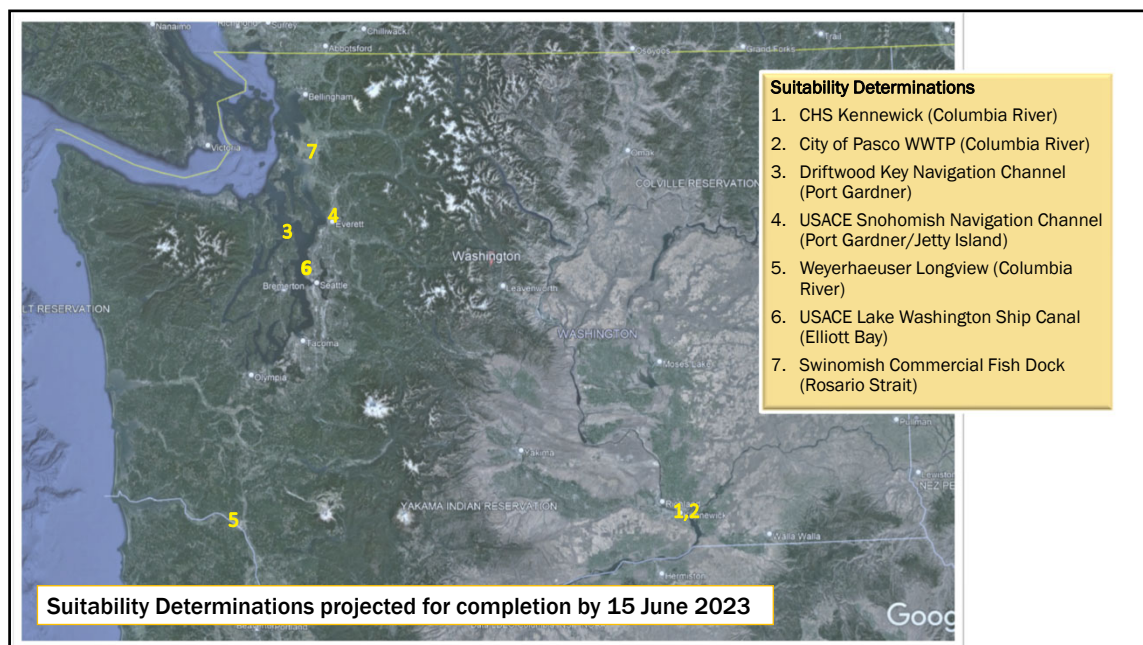 Nanaimo
Chilliwack
Abbotsford
Osoyoos
Grand Forks
Trail
Bellingham
Victoria
7
Omak
COLVILLE RESERVATION
4
Everett
3
Washington
6
Seattle
Bremerton
Leavenworth
LT RESERVATION
WASHINGTON
Tacoma
Moses Lake
Olympia
Pullman
Yakima
Lewiston
NEZ PE
YAKAMA INDIAN RESERVATION
1,2
5
Walla Walla
Hermiston
Portland
Goog
Suitability Determinations
1. CHS Kennewick (Columbia River)
2. City of Pasco WWTP (Columbia River)
3. Driftwood Key Navigation Channel
(Port Gardner)
4. USACE Snohomish Navigation Channel
(Port Gardner/Jetty Island)
5. Weyerhaeuser Longview (Columbia
River)
6. USACE Lake Washington Ship Canal
(Elliott Bay)
7. Swinomish Commercial Fish Dock
(Rosario Strait)
Suitability Determinations projected for completion by 15 June 2023